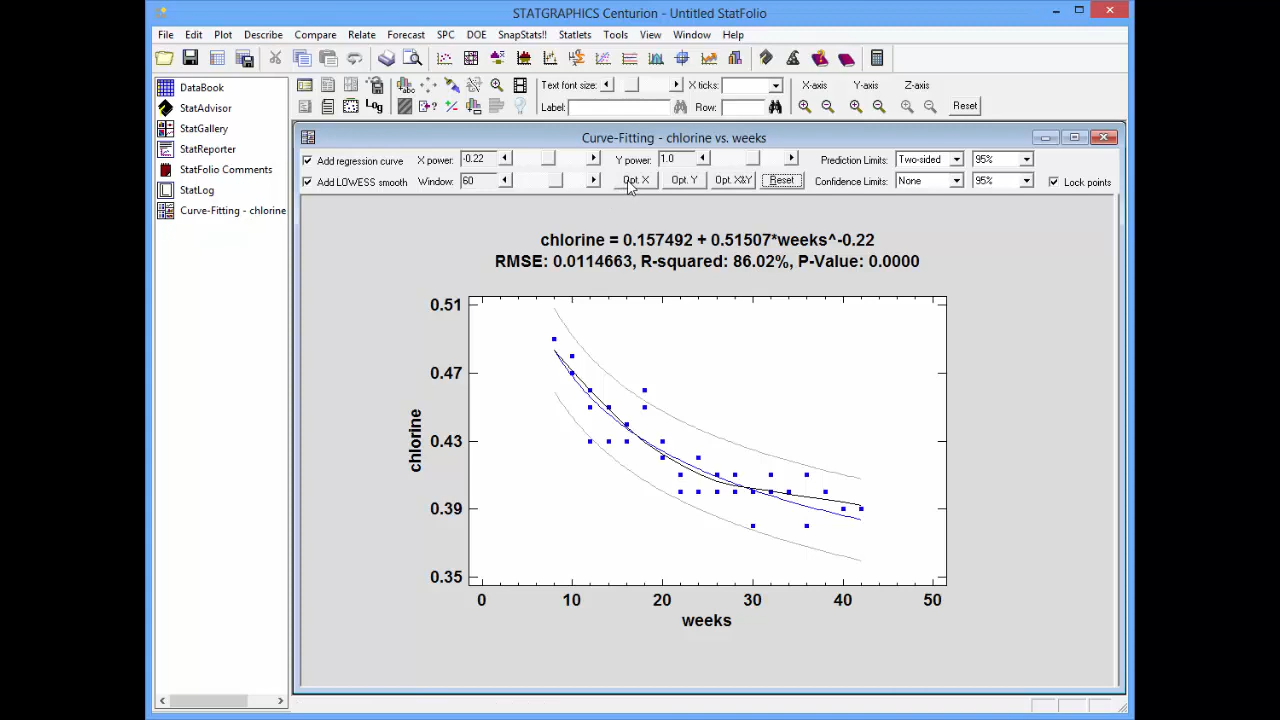 STATGRAPHICS Centurion - Untitled StatFolio
File Edit Plot Describe Compare Relate Forecast SPC DOE SnapStats!! Statlets Tools View Window Help
Text font size: X ticks: X-axis Y-axis Z-axis
Log Label: Row: Reset
DataBook
StatAdvisor
StatGallery
StatReporter
StatFolio Comments
StatLog
Curve-Fitting - chlorine
Curve-Fitting - chlorine vs. weeks
Add regression curve X power: -0.22 Y power: 1.0 Prediction Limits: Two-sided 95%
Add LOWESS smooth Window: 60 Opt. X Opt. Y Opt. X&Y Reset Confidence Limits: None 95% Lock points
chlorine = 0.157492 + 0.51507*weeks^-0.22
RMSE: 0.0114663, R-squared: 86.02%, P-Value: 0.0000
0.51
0.47
0.43
0.39
0.35
chlorine
0 10 20 30 40 50
weeks